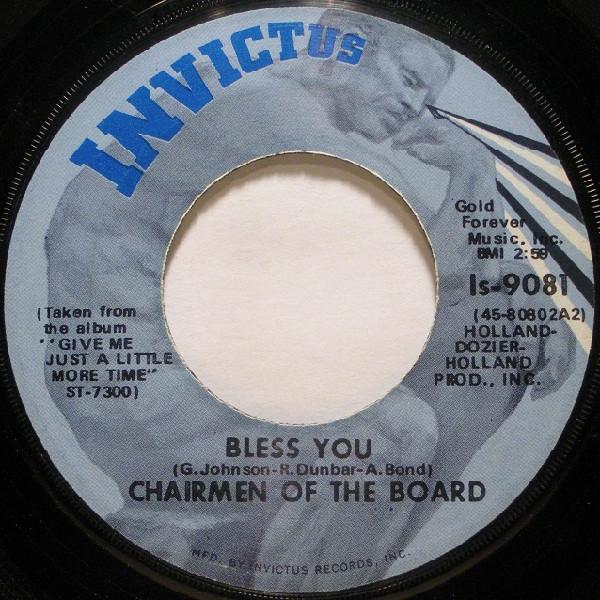 INVICTUS
Gold
Forever
Music, Inc.
BMI 2:59
Is-9081
(45-80802A2)
HOLLAND-
DOZIER-
HOLLAND
PROD., INC.
(Taken from
the album
"GIVE ME
JUST A LITTLE
MORE TIME"
ST-7300)
BLESS YOU
(G. Johnson-R. Dunbar-A. Bond)
CHAIRMEN OF THE BOARD
MFD. BY INVICTUS RECORDS, INC.